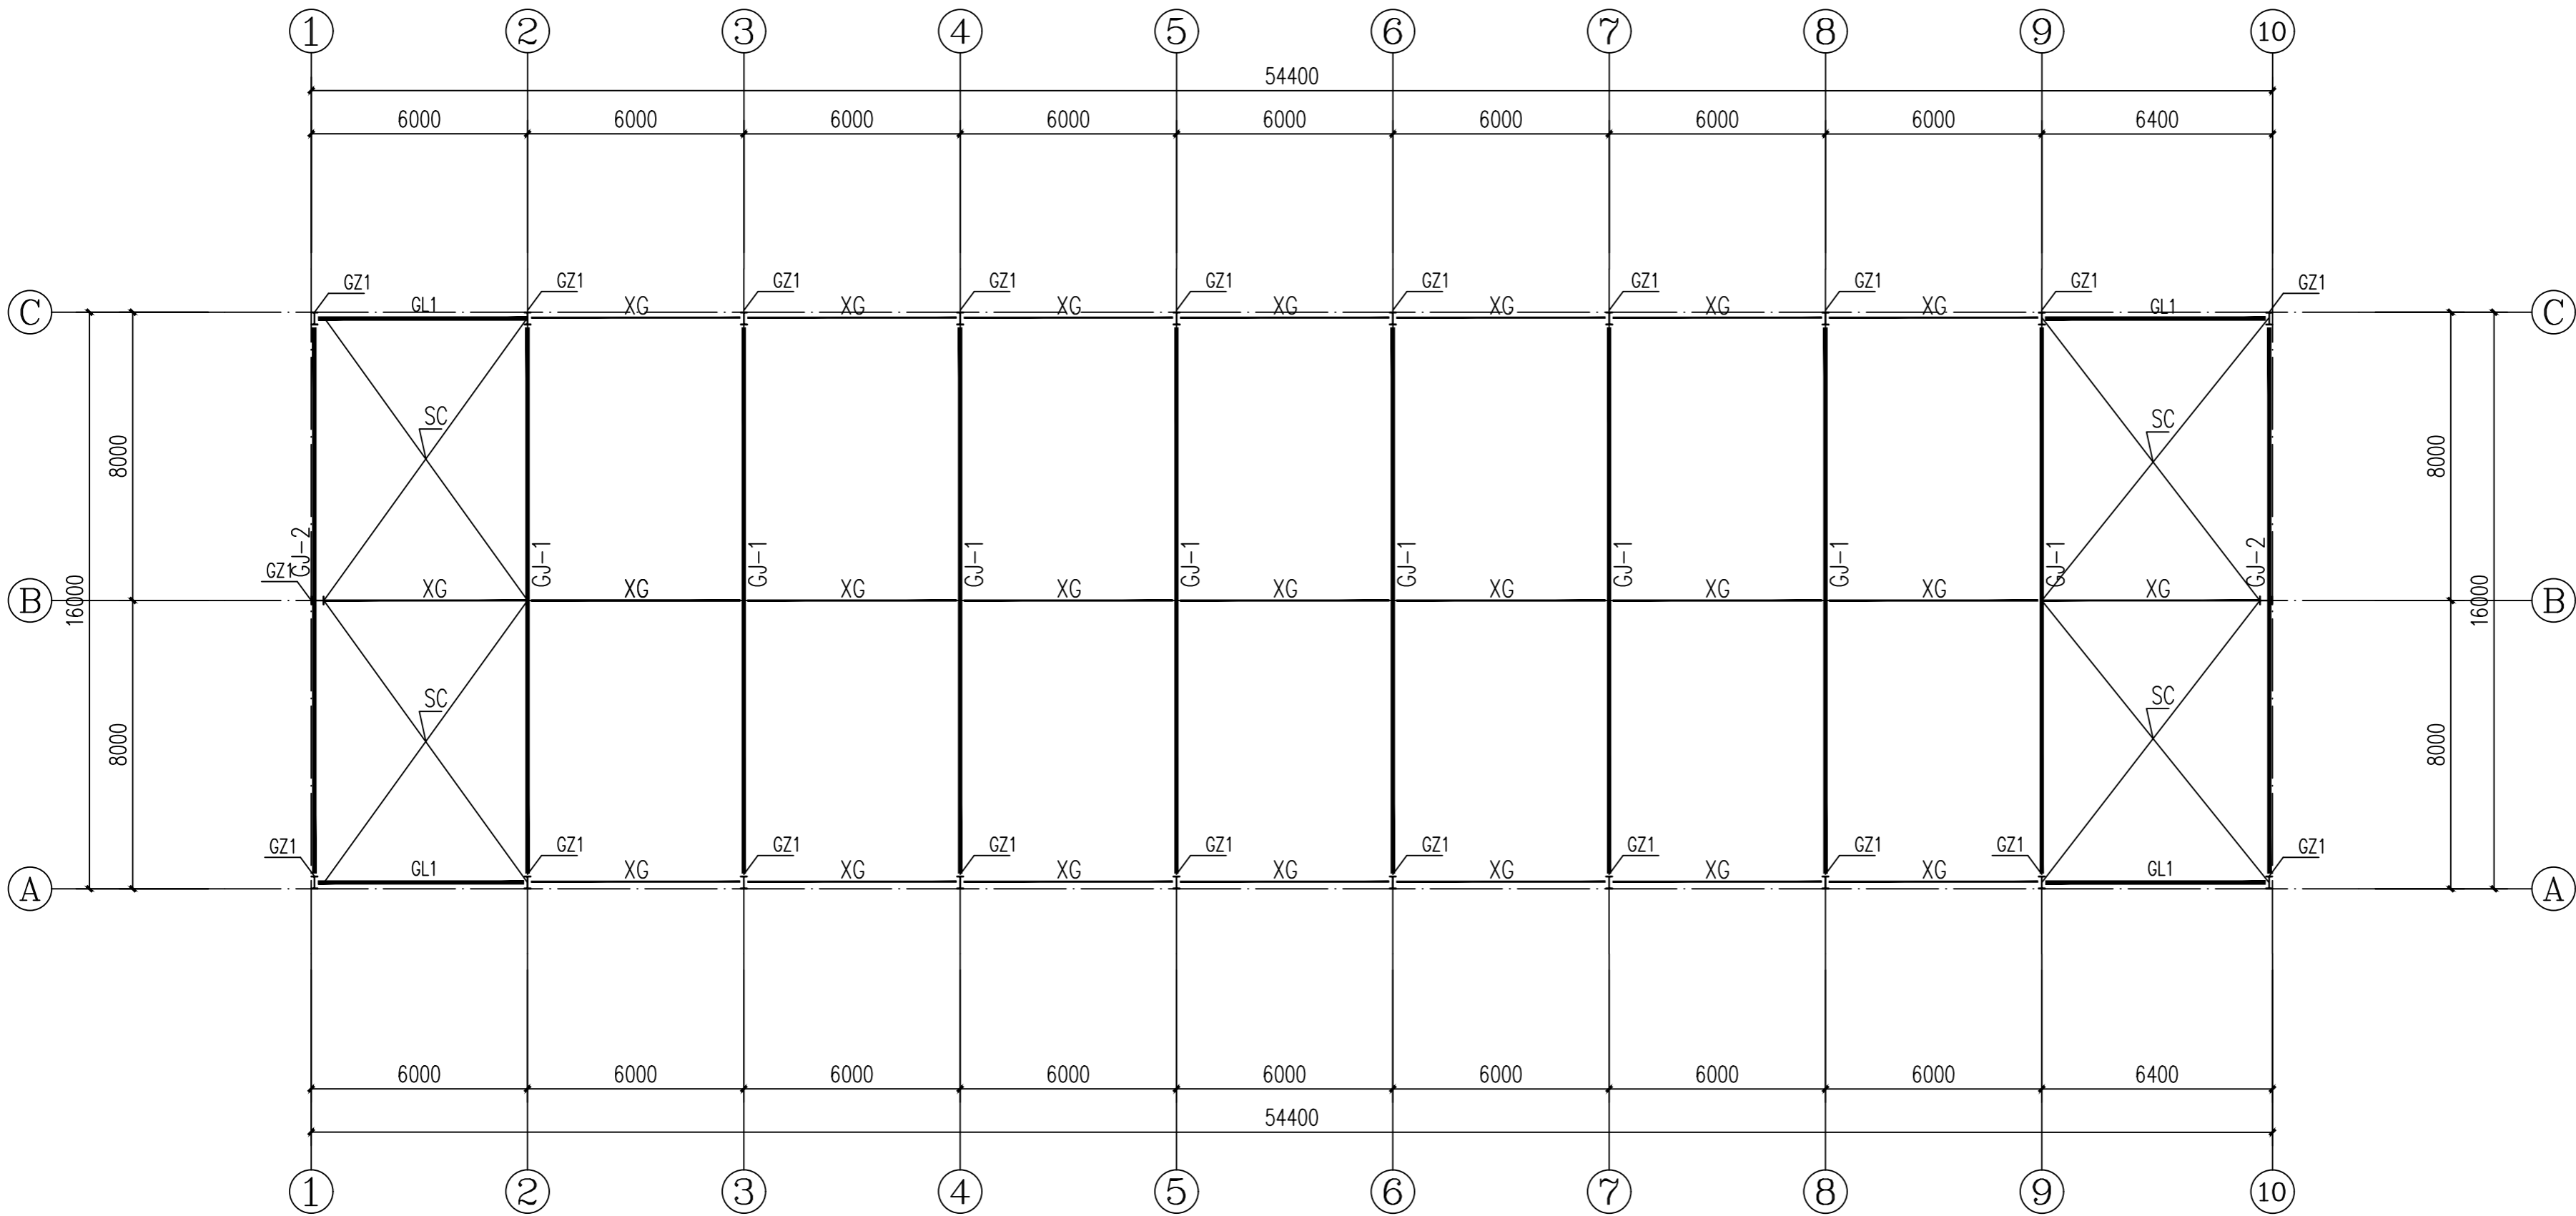 1 2 3 4 5 6 7 8 9 10
54400
6000 6000 6000 6000 6000 6000 6000 6000 6400
GZ1 GZ1 GZ1 GZ1 GZ1 GZ1 GZ1 GZ1 GZ1 GZ1
C GL1 XG XG XG XG XG XG XG GL1 C
SC SC
8000 8000
GJ-2 GJ-1 GJ-1 GJ-1 GJ-1 GJ-1 GJ-1 GJ-1 GJ-1 GJ-2
GZ1
B 16000 XG XG XG XG XG XG XG XG XG 16000 B
SC SC
8000 8000
GZ1 GZ1 GZ1 GZ1 GZ1 GZ1 GZ1 GZ1 GZ1 GZ1
A GL1 XG XG XG XG XG XG XG GL1 A
6000 6000 6000 6000 6000 6000 6000 6000 6400
54400
1 2 3 4 5 6 7 8 9 10